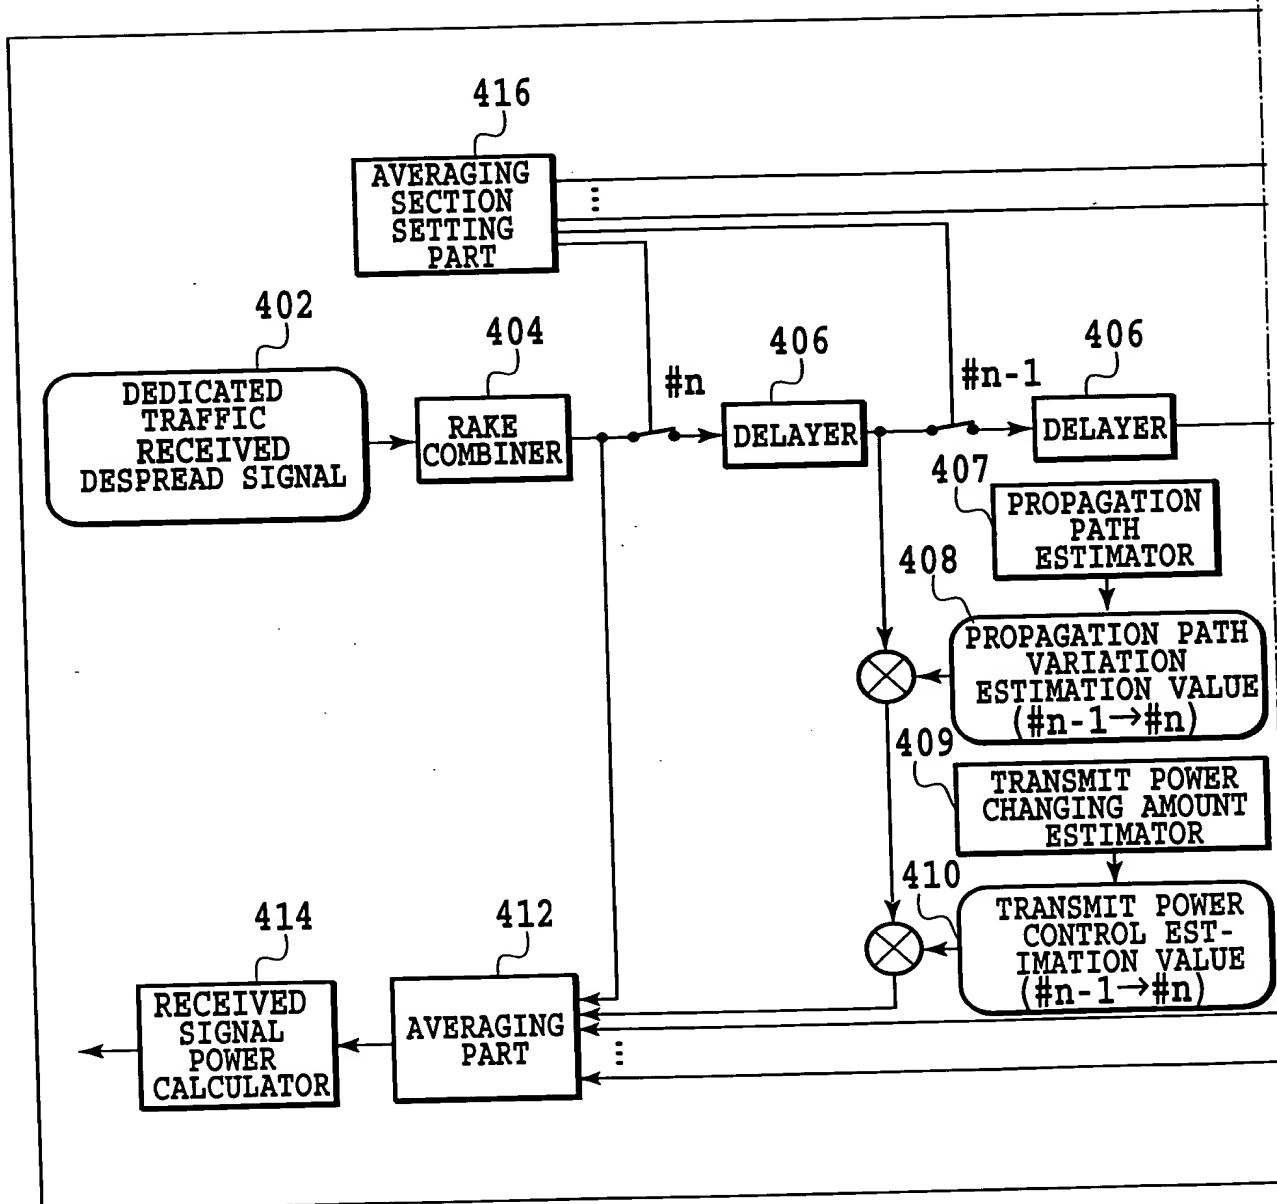 416
AVERAGING
SECTION
SETTING
PART
402
404
406
406
#n
#n-1
DEDICATED
TRAFFIC
RECEIVED
DESPREAD SIGNAL
RAKE
COMBINER
DELAYER
DELAYER
407
PROPAGATION
PATH
ESTIMATOR
408
PROPAGATION PATH
VARIATION
ESTIMATION VALUE
(#n-1→#n)
409
TRANSMIT POWER
CHANGING AMOUNT
ESTIMATOR
410
TRANSMIT POWER
CONTROL EST-
IMATION VALUE
(#n-1→#n)
414
412
RECEIVED
SIGNAL
POWER
CALCULATOR
AVERAGING
PART